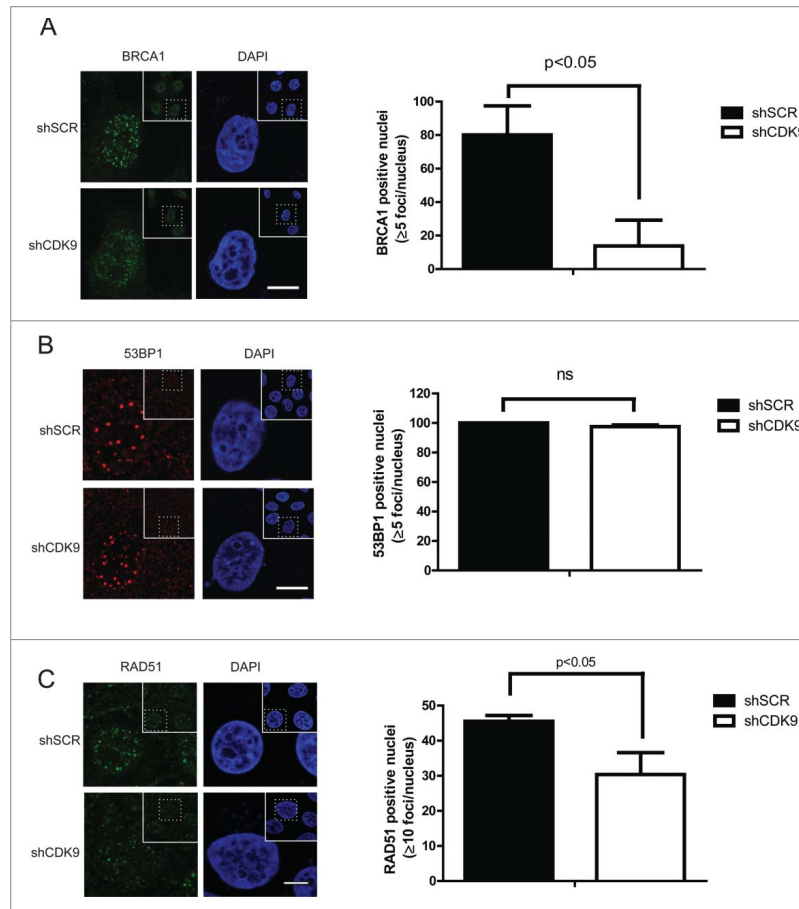 A
BRCA1
DAPI
shSCR
shCDK9
p<0.05
BRCA1 positive nuclei
(≥5 foci/nucleus)
100
80
60
40
20
0
shSCR
shCDK9
B
53BP1
DAPI
shSCR
shCDK9
ns
53BP1 positive nuclei
(≥5 foci/nucleus)
120
100
80
60
40
20
0
shSCR
shCDK9
C
RAD51
DAPI
shSCR
shCDK9
p<0.05
RAD51 positive nuclei
(≥10 foci/nucleus)
50
40
30
20
10
0
shSCR
shCDK9